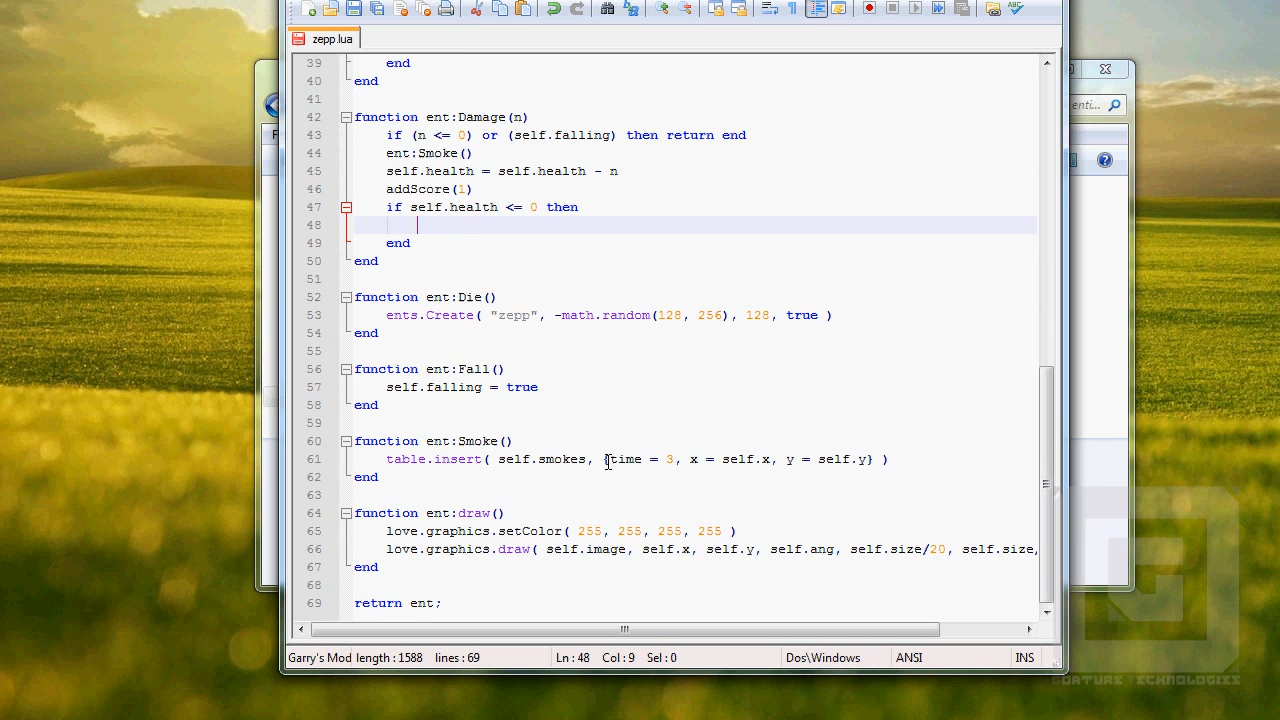 zepp.lua
39 end
40 end
41
42 function ent:Damage(n)
43 if (n <= 0) or (self.falling) then return end
44 ent:Smoke()
45 self.health = self.health - n
46 addScore(1)
47 if self.health <= 0 then
48
49 end
50 end
51
52 function ent:Die()
53 ents.Create( "zepp", -math.random(128, 256), 128, true )
54 end
55
56 function ent:Fall()
57 self.falling = true
58 end
59
60 function ent:Smoke()
61 table.insert( self.smokes, {time = 3, x = self.x, y = self.y} )
62 end
63
64 function ent:draw()
65 love.graphics.setColor( 255, 255, 255, 255 )
66 love.graphics.draw( self.image, self.x, self.y, self.ang, self.size/20, self.size,
67 end
68
69 return ent;
Garry's Mod length : 1588 lines : 69 Ln : 48 Col : 9 Sel : 0 Dos\Windows ANSI INS
enti...
TECHNOLOGIES